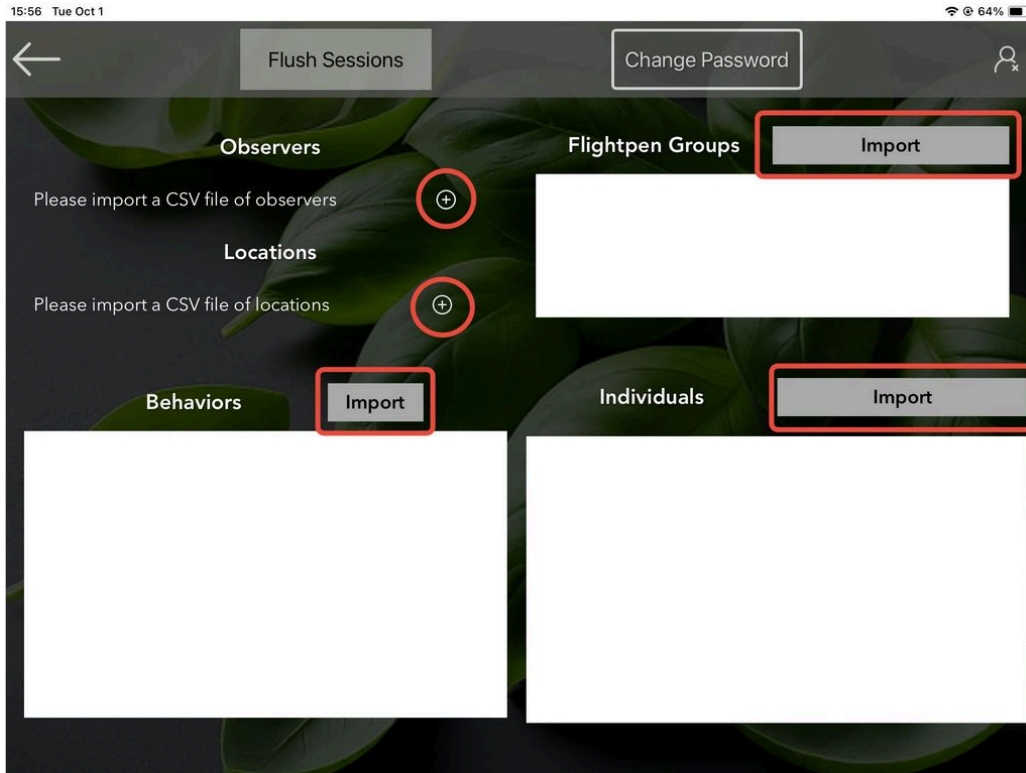 15:56 Tue Oct 1
64%
Flush Sessions
Change Password
Observers
Please import a CSV file of observers
Locations
Please import a CSV file of locations
Flightpen Groups
Import
Behaviors
Import
Individuals
Import